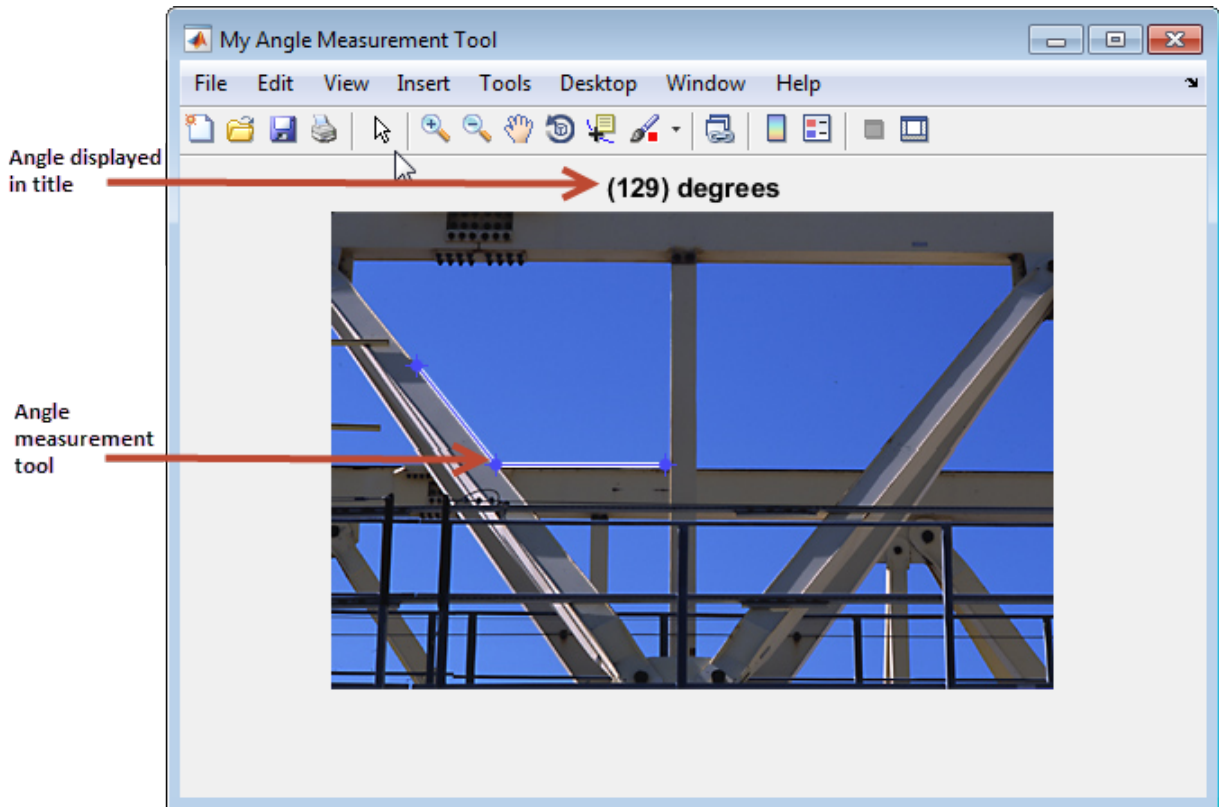 My Angle Measurement Tool
File Edit View Insert Tools Desktop Window Help
Angle displayed
in title
(129) degrees
Angle
measurement
tool